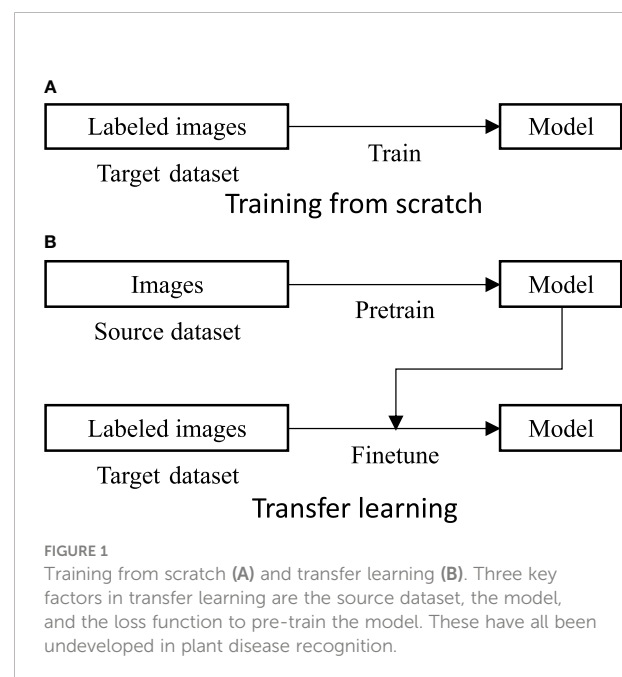 A
Labeled images
Train
Model
Target dataset
Training from scratch
B
Images
Pretrain
Model
Source dataset
Labeled images
Finetune
Model
Target dataset
Transfer learning
FIGURE 1
Training from scratch (A) and transfer learning (B). Three key
factors in transfer learning are the source dataset, the model,
and the loss function to pre-train the model. These have all been
undeveloped in plant disease recognition.